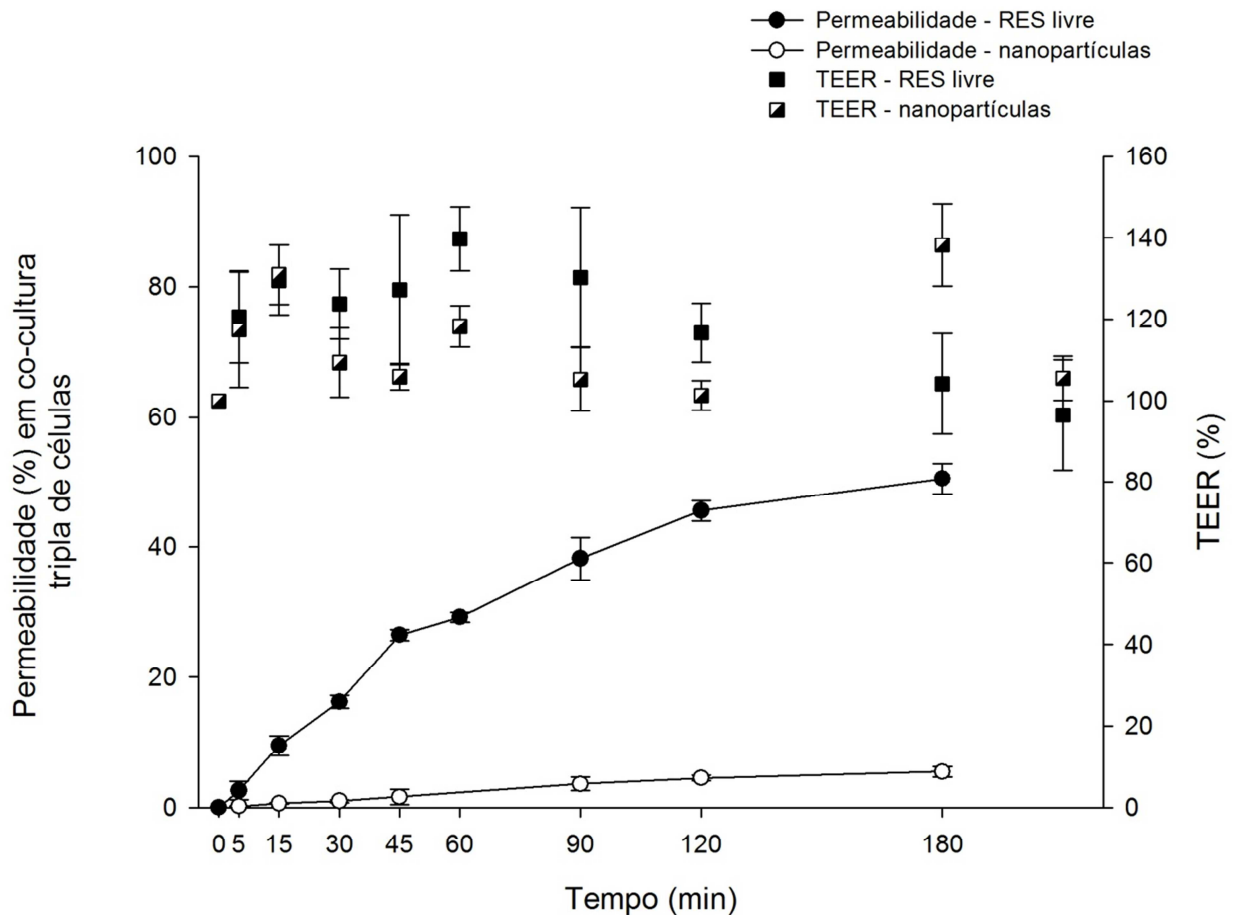 Permeabilidade - RES livre
Permeabilidade - nanopartículas
TEER - RES livre
TEER - nanopartículas
Permeabilidade (%) em co-cultura
tripla de células
100
80
60
40
20
0
160
140
120
100
80
60
40
20
0
TEER (%)
0 5 15 30 45 60 90 120 180
Tempo (min)